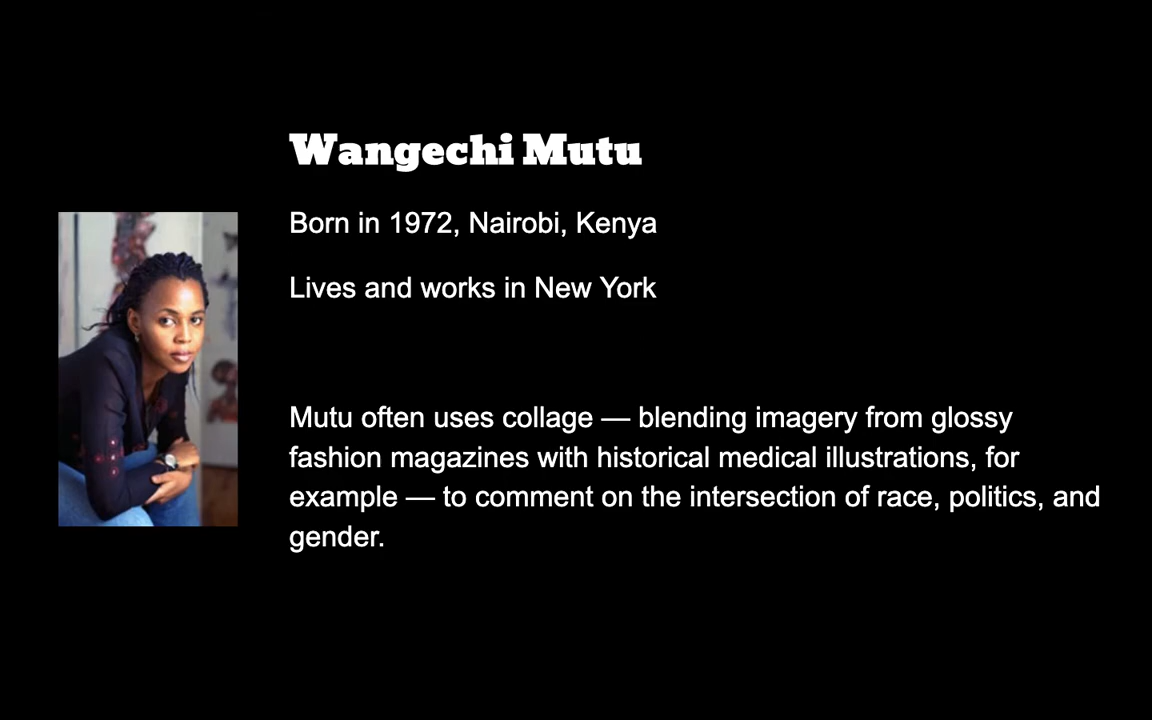 Wangechi Mutu
Born in 1972, Nairobi, Kenya
Lives and works in New York
Mutu often uses collage — blending imagery from glossy
fashion magazines with historical medical illustrations, for
example — to comment on the intersection of race, politics, and
gender.